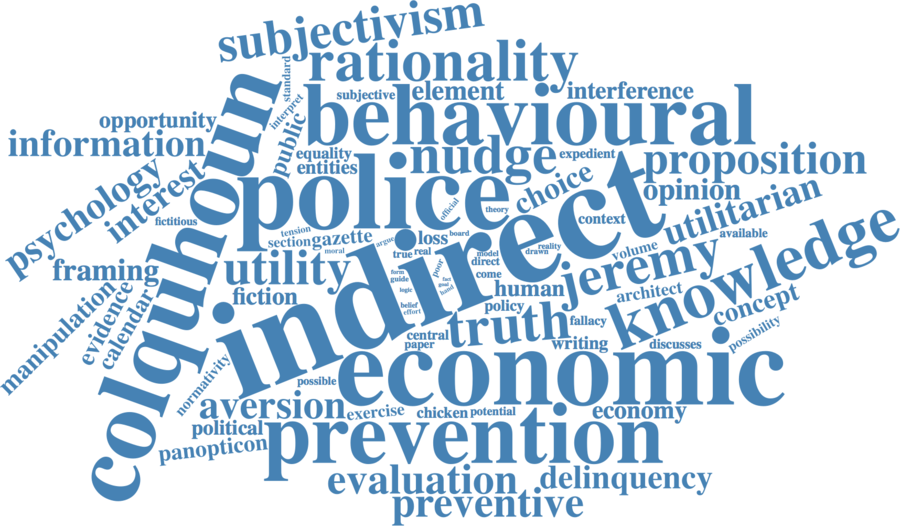 subjectivism
rationality
standard
subjective
element
interference
behavioural
interpret
opportunity
information
public
colquhoun
equality
entities
nudge
expedient
proposition
police
psychology
interest
choice
opinion
official
theory
utilitarian
fictitious
context
indirect
tension
section
gazette
moral
argue
loss
board
true
real
model
direct
reality
drawn
volume
available
jeremy
knowledge
framing
utility
form
guide
poor
fact
goal
hand
come
logic
human
architect
concept
manipulation
evidence
calendar
fiction
belief
effort
policy
truth
fallacy
central
paper
writing
discusses
possibility
normativity
possible
economic
aversion
exercise
chicken
potential
economy
political
panopticon
prevention
evaluation
delinquency
preventive